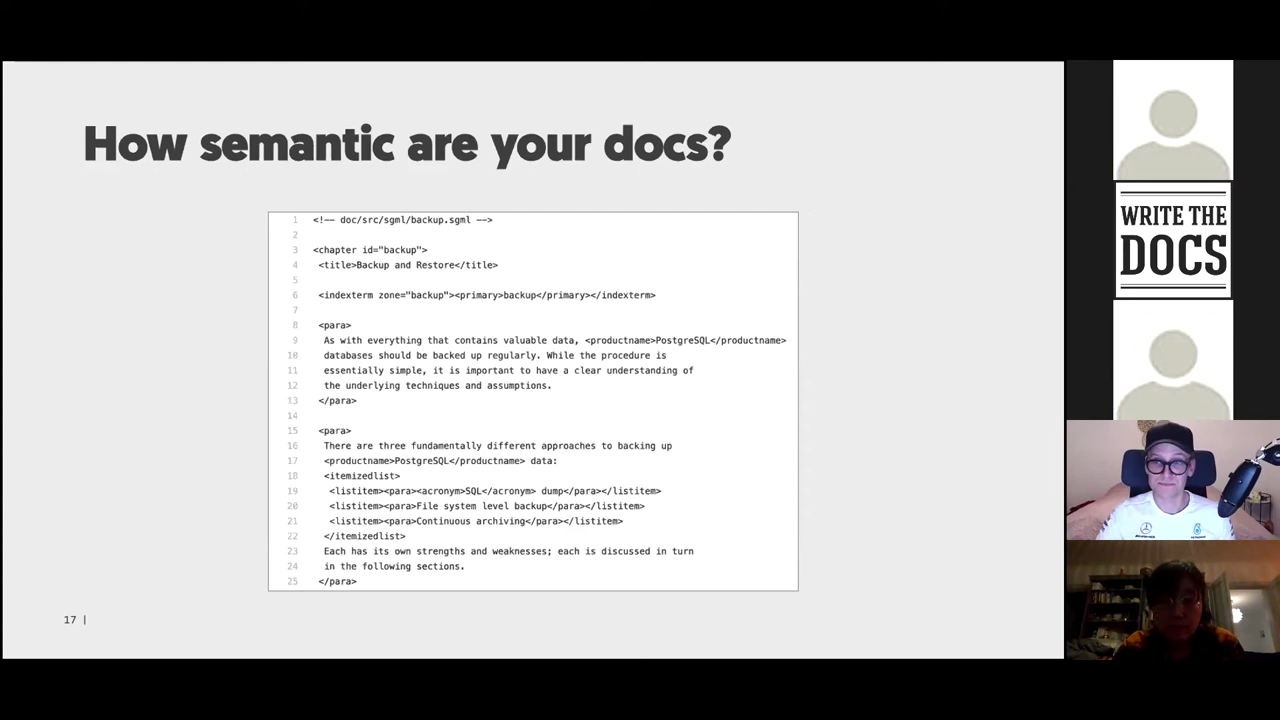 How semantic are your docs?
1 <!-- doc/src/sgml/backup.sgml -->
2
3 <chapter id="backup">
4 <title>Backup and Restore</title>
5
6 <indexterm zone="backup"><primary>backup</primary></indexterm>
7
8 <para>
9 As with everything that contains valuable data, <productname>PostgreSQL</productname>
10 databases should be backed up regularly. While the procedure is
11 essentially simple, it is important to have a clear understanding of
12 the underlying techniques and assumptions.
13 </para>
14
15 <para>
16 There are three fundamentally different approaches to backing up
17 <productname>PostgreSQL</productname> data:
18 <itemizedlist>
19 <listitem><para><acronym>SQL</acronym> dump</para></listitem>
20 <listitem><para>File system level backup</para></listitem>
21 <listitem><para>Continuous archiving</para></listitem>
22 </itemizedlist>
23 Each has its own strengths and weaknesses; each is discussed in turn
24 in the following sections.
25 </para>
17 |
WRITE THE
DOCS